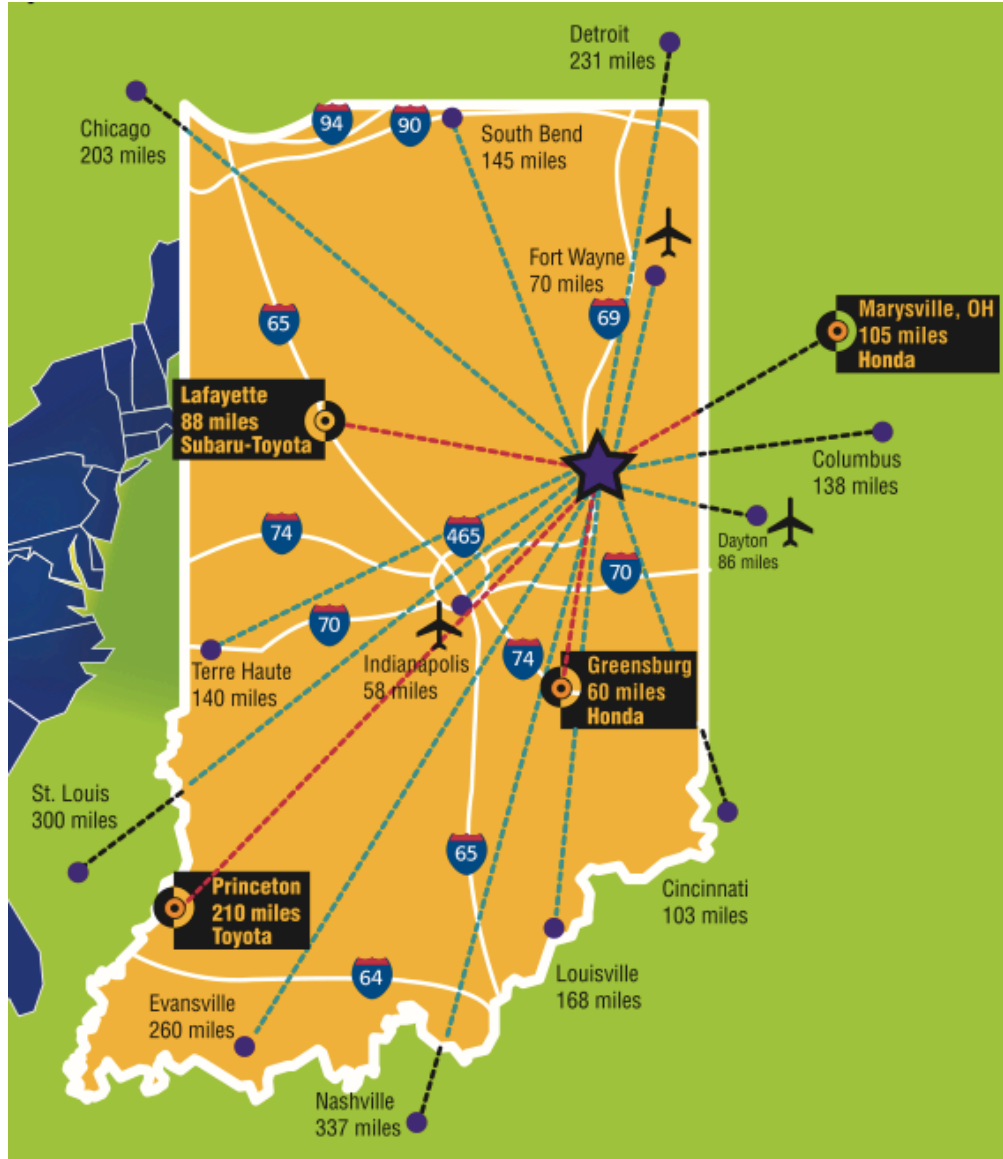 Detroit
231 miles
Chicago
203 miles
94
90
South Bend
145 miles
Fort Wayne
70 miles
65
69
Marysville, OH
105 miles
Honda
Lafayette
88 miles
Subaru-Toyota
Columbus
138 miles
74
465
Dayton
86 miles
70
70
Terre Haute
140 miles
Indianapolis
58 miles
74
Greensburg
60 miles
Honda
St. Louis
300 miles
65
Princeton
210 miles
Toyota
Cincinnati
103 miles
64
Louisville
168 miles
Evansville
260 miles
Nashville
337 miles